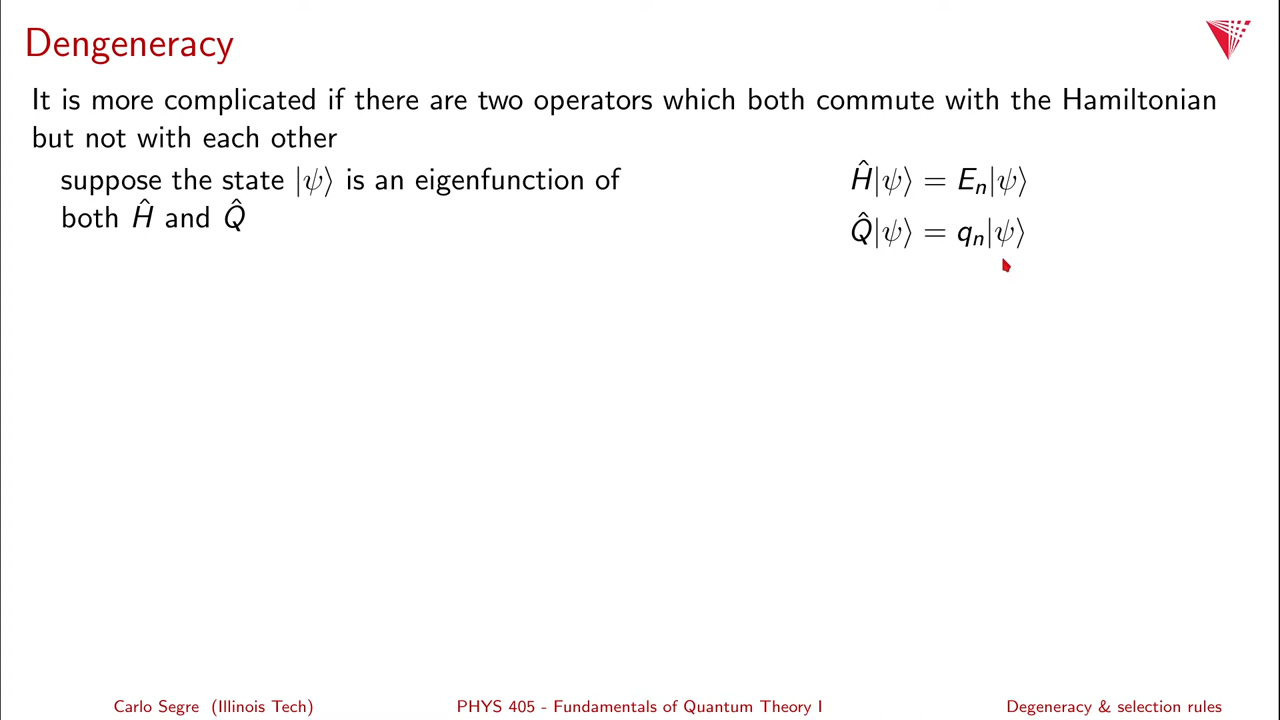 Dengeneracy
It is more complicated if there are two operators which both commute with the Hamiltonian
but not with each other
suppose the state |ψ⟩ is an eigenfunction of
both Ĥ and Q̂
Ĥ|ψ⟩ = Eₙ|ψ⟩
Q̂|ψ⟩ = qₙ|ψ⟩
Carlo Segre (Illinois Tech) PHYS 405 - Fundamentals of Quantum Theory I Degeneracy & selection rules